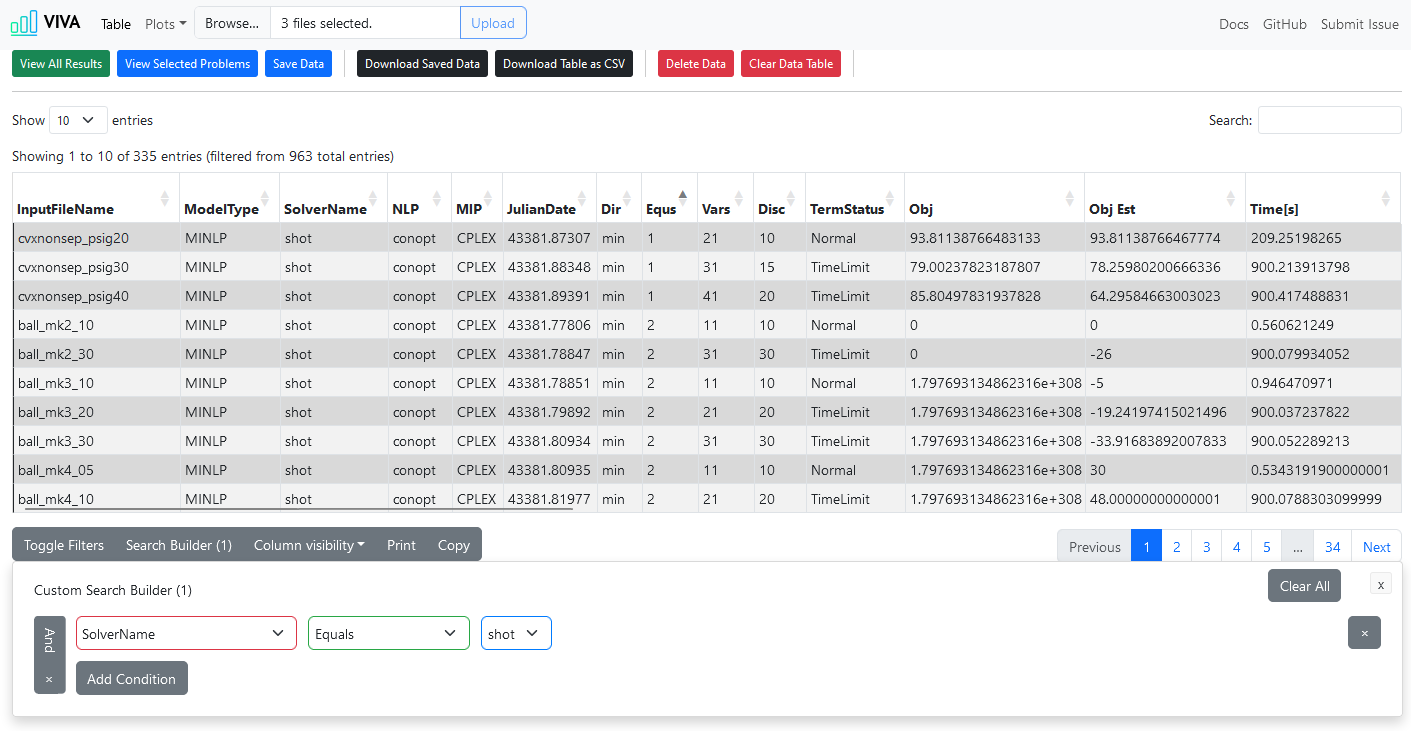 VIVA Table Plots Browse... 3 files selected. Upload Docs GitHub Submit Issue
View All Results View Selected Problems Save Data Download Saved Data Download Table as CSV Delete Data Clear Data Table
Show 10 entries Search:
Showing 1 to 10 of 335 entries (filtered from 963 total entries)
InputFileName ModelType SolverName NLP MIP JulianDate Dir Equs Vars Disc TermStatus Obj Obj Est Time[s]
cvxnonsep_psig20 MINLP shot conopt CPLEX 43381.87307 min 1 21 10 Normal 93.81138766483133 93.81138766467774 209.25198265
cvxnonsep_psig30 MINLP shot conopt CPLEX 43381.88348 min 1 31 15 TimeLimit 79.00237823187807 78.25980200666336 900.213913798
cvxnonsep_psig40 MINLP shot conopt CPLEX 43381.89391 min 1 41 20 TimeLimit 85.80497831937828 64.29584663003023 900.417488831
ball_mk2_10 MINLP shot conopt CPLEX 43381.77806 min 2 11 10 Normal 0 0 0.560621249
ball_mk2_30 MINLP shot conopt CPLEX 43381.78847 min 2 31 30 TimeLimit 0 -26 900.079934052
ball_mk3_10 MINLP shot conopt CPLEX 43381.78851 min 2 11 10 Normal 1.797693134862316e+308 -5 0.946470971
ball_mk3_20 MINLP shot conopt CPLEX 43381.79892 min 2 21 20 TimeLimit 1.797693134862316e+308 -19.24197415021496 900.037237822
ball_mk3_30 MINLP shot conopt CPLEX 43381.80934 min 2 31 30 TimeLimit 1.797693134862316e+308 -33.91683892007833 900.052289213
ball_mk4_05 MINLP shot conopt CPLEX 43381.80935 min 2 11 10 Normal 1.797693134862316e+308 30 0.5343191900000001
ball_mk4_10 MINLP shot conopt CPLEX 43381.81977 min 2 21 20 TimeLimit 1.797693134862316e+308 48.00000000000001 900.0788303099999
Toggle Filters Search Builder (1) Column visibility Print Copy Previous 1 2 3 4 5 ... 34 Next
Custom Search Builder (1) Clear All x
And SolverName Equals shot ×
× Add Condition